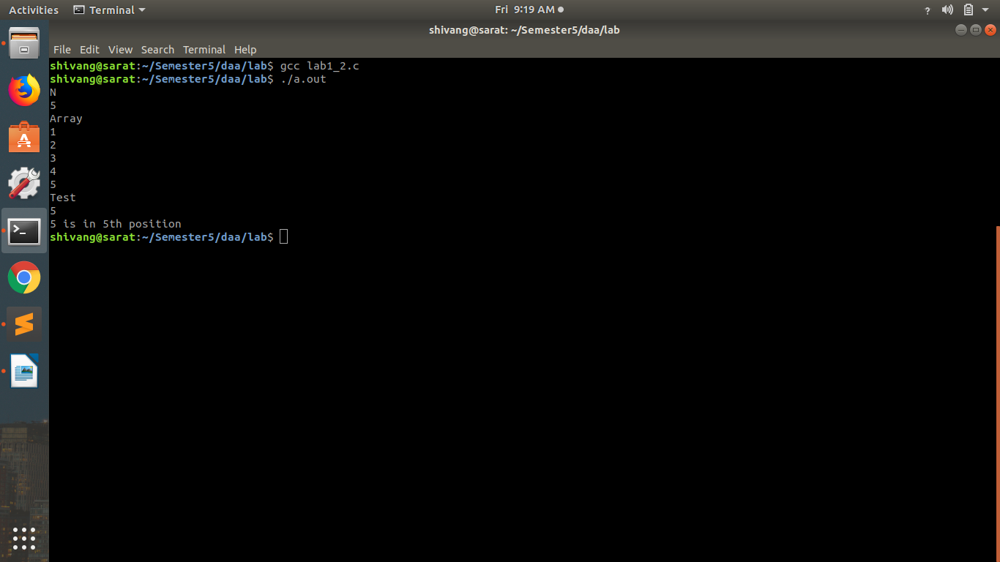 Activities Terminal Fri 9:19 AM ?
shivang@sarat: ~/Semester5/daa/lab
File Edit View Search Terminal Help
shivang@sarat:~/Semester5/daa/lab$ gcc lab1_2.c
shivang@sarat:~/Semester5/daa/lab$ ./a.out
N
5
Array
1
2
3
4
5
Test
5
5 is in 5th position
shivang@sarat:~/Semester5/daa/lab$